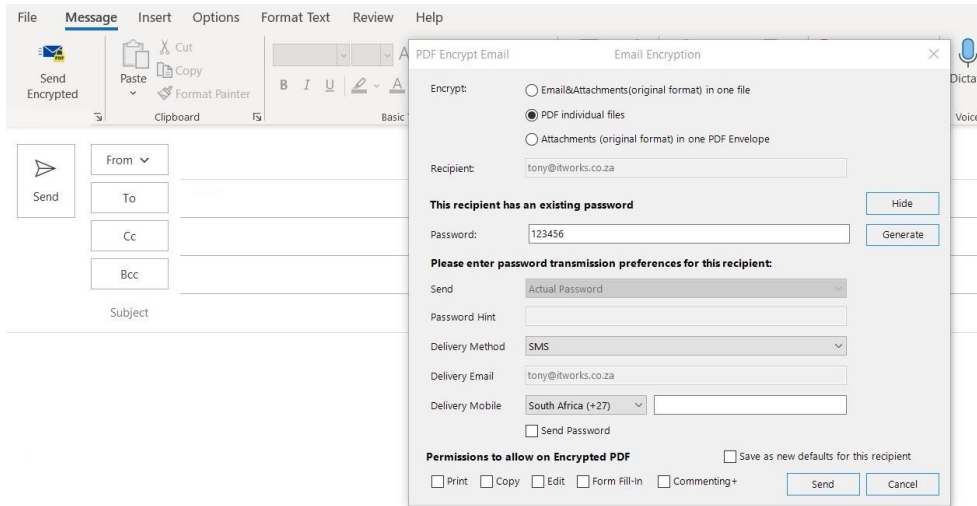 File Message Insert Options Format Text Review Help
PDF
Send Encrypted
Paste
Cut
Copy
Format Painter
B I U A
Clipboard
Basic
Voice
Send
From
To
Cc
Bcc
Subject
PDF Encrypt Email Email Encryption
Encrypt:
Email&Attachments(original format) in one file
PDF individual files
Attachments (original format) in one PDF Envelope
Recipient: tony@itworks.co.za
This recipient has an existing password Hide
Password: 123456 Generate
Please enter password transmission preferences for this recipient:
Send Actual Password
Password Hint
Delivery Method SMS
Delivery Email tony@itworks.co.za
Delivery Mobile South Africa (+27)
Send Password
Permissions to allow on Encrypted PDF Save as new defaults for this recipient
Print Copy Edit Form Fill-In Commenting+ Send Cancel